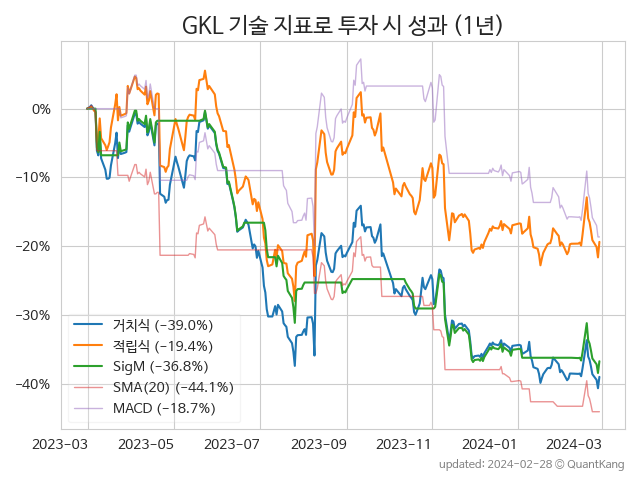 GKL 기술 지표로 투자 시 성과 (1년)
0%
−10%
−20%
−30%
−40%
거치식 (−39.0%)
적립식 (−19.4%)
SigM (−36.8%)
SMA(20) (−44.1%)
MACD (−18.7%)
2023−03 2023−05 2023−07 2023−09 2023−11 2024−01 2024−03
updated: 2024−02−28 © QuantKang